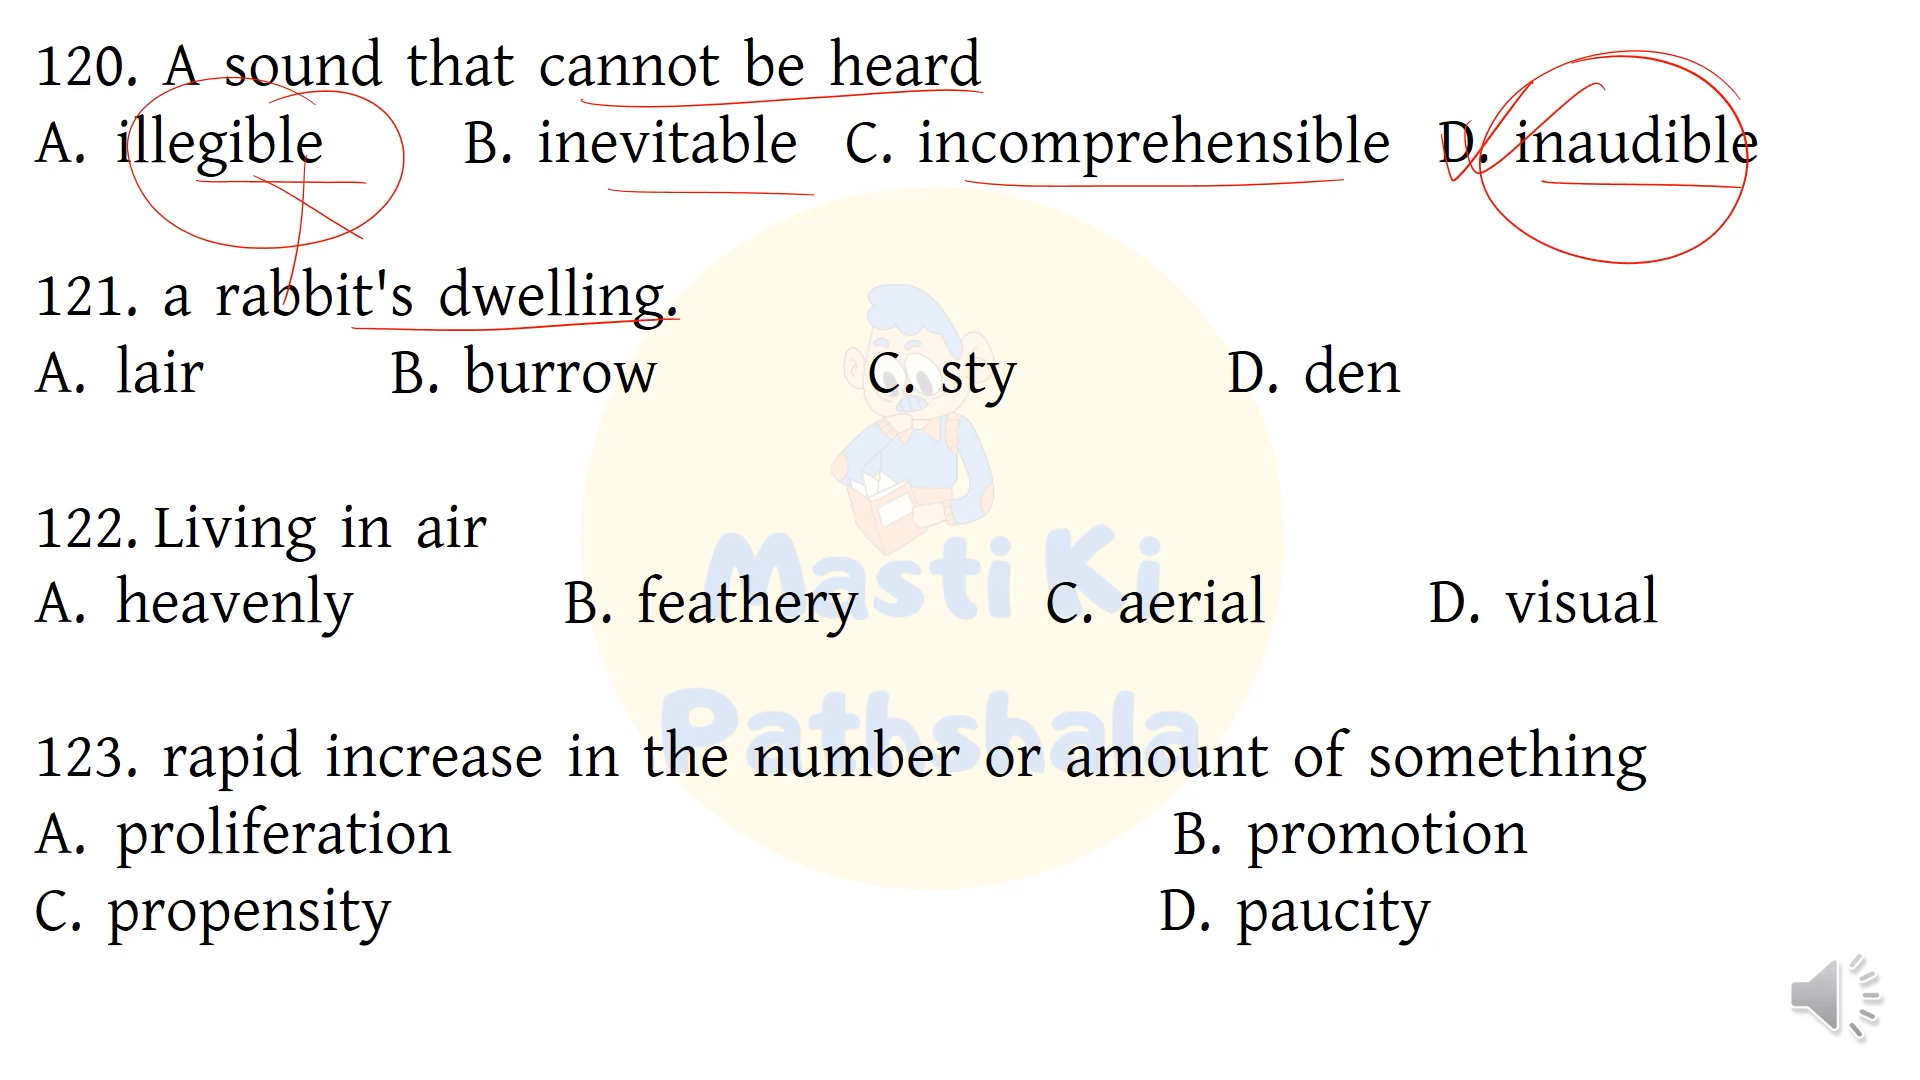 120. A sound that cannot be heard
A. illegible B. inevitable C. incomprehensible D. inaudible
121. a rabbit's dwelling.
A. lair B. burrow C. sty D. den
122. Living in air
A. heavenly B. feathery C. aerial D. visual
123. rapid increase in the number or amount of something
A. proliferation B. promotion
C. propensity D. paucity
Masti Ki
Pathshala